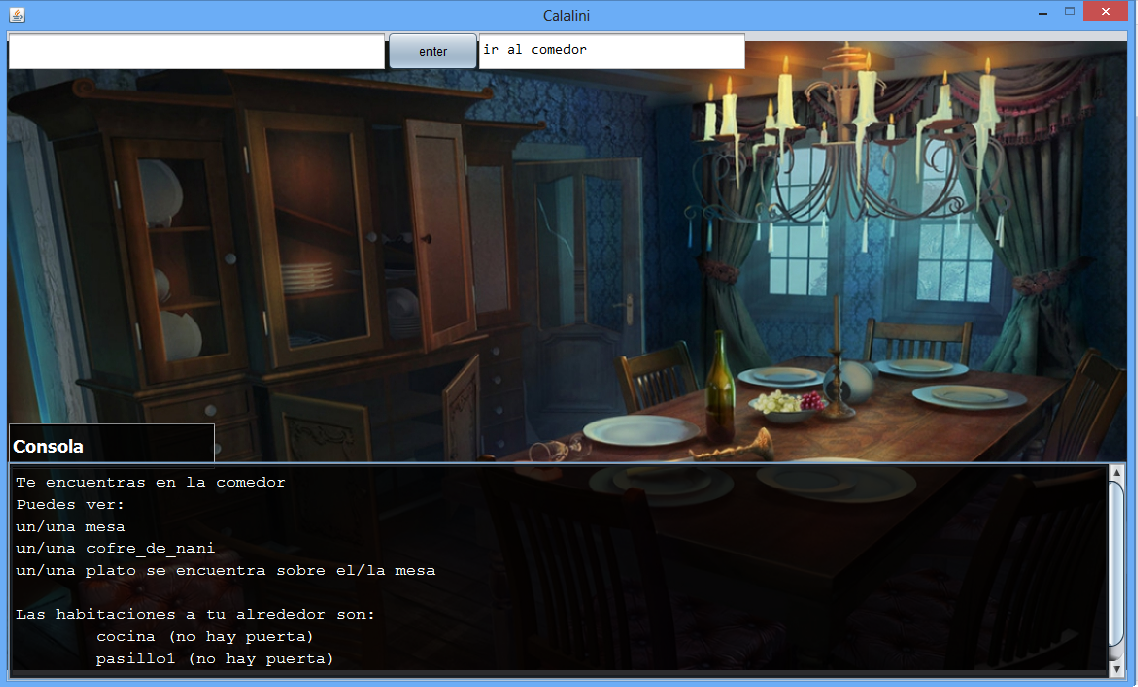 Calalini
enter
ir al comedor
Consola
Te encuentras en la comedor
Puedes ver:
un/una mesa
un/una cofre_de_nani
un/una plato se encuentra sobre el/la mesa
Las habitaciones a tu alrededor son:
cocina (no hay puerta)
pasillo1 (no hay puerta)